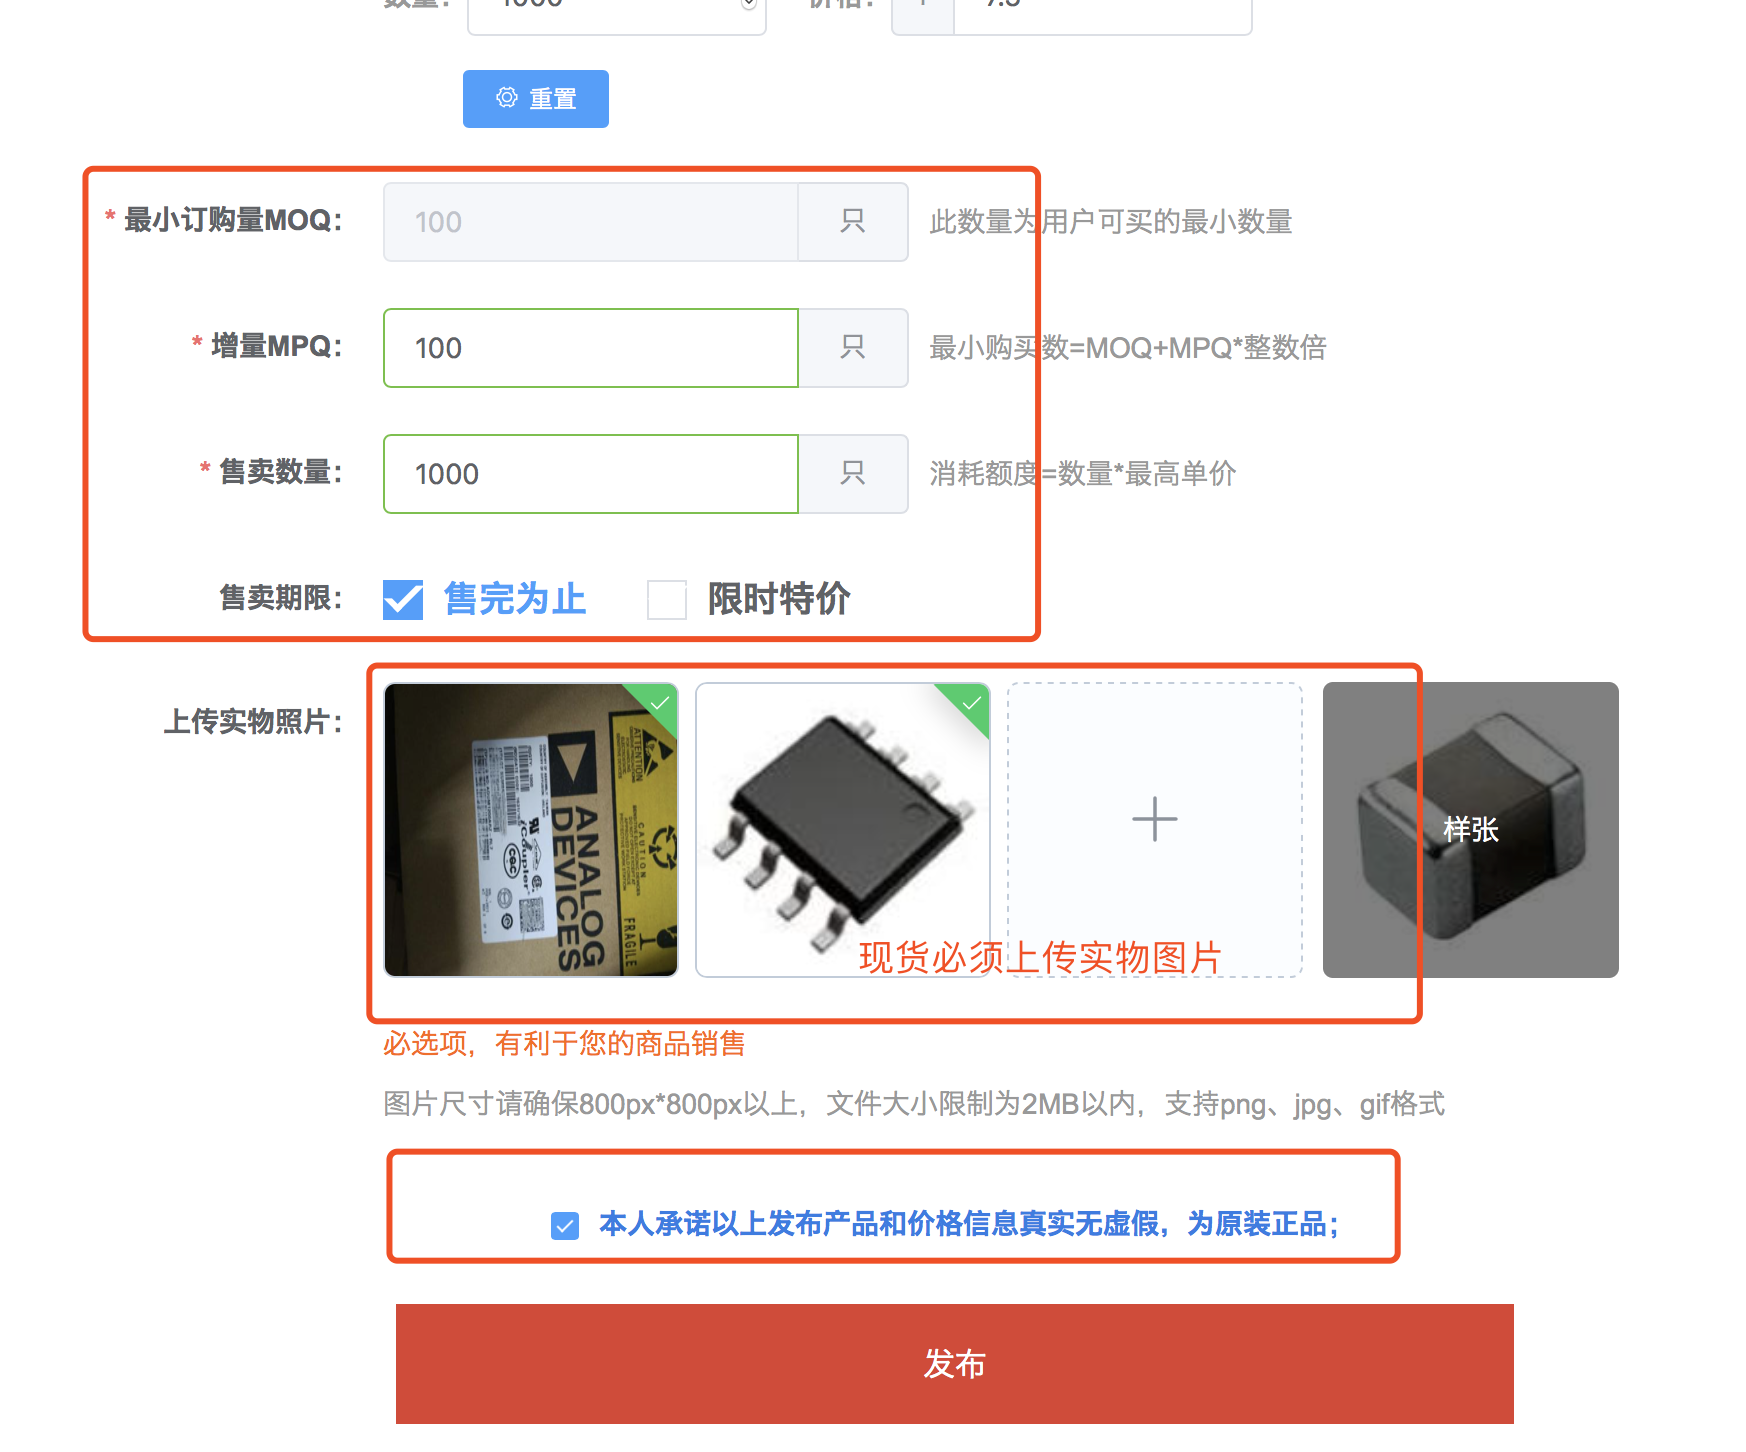 数量：
1000
价格：
7.5
重置
* 最小订购量MOQ：
100
只
此数量为用户可买的最小数量
* 增量MPQ：
100
只
最小购买数=MOQ+MPQ*整数倍
* 售卖数量：
1000
只
消耗额度=数量*最高单价
售卖期限：
售完为止
限时特价
上传实物照片：
ANALOG
DEVICES
ATTENTION
CAUTION
FRAGILE
iCoupler
CQC
样张
现货必须上传实物图片
必选项，有利于您的商品销售
图片尺寸请确保800px*800px以上，文件大小限制为2MB以内，支持png、jpg、gif格式
本人承诺以上发布产品和价格信息真实无虚假，为原装正品；
发布